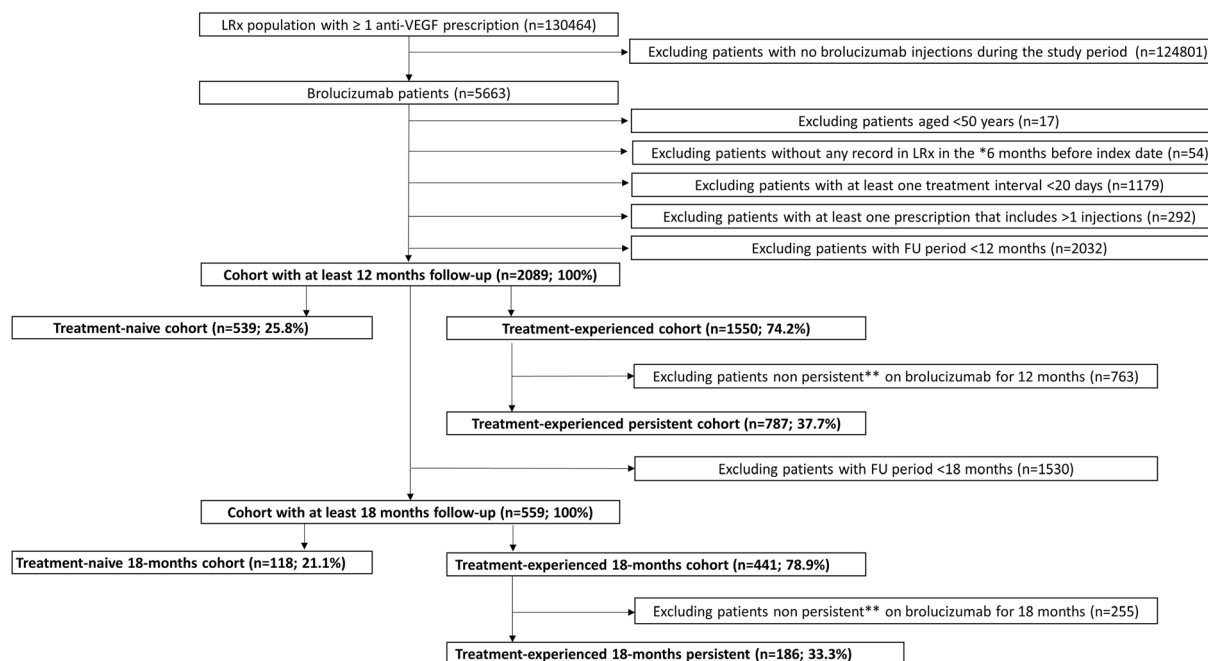 LRx population with ≥ 1 anti-VEGF prescription (n=130464)
Excluding patients with no brolucizumab injections during the study period (n=124801)
Brolucizumab patients (n=5663)
Excluding patients aged <50 years (n=17)
Excluding patients without any record in LRx in the *6 months before index date (n=54)
Excluding patients with at least one treatment interval <20 days (n=1179)
Excluding patients with at least one prescription that includes >1 injections (n=292)
Excluding patients with FU period <12 months (n=2032)
Cohort with at least 12 months follow-up (n=2089; 100%)
Treatment-naive cohort (n=539; 25.8%)
Treatment-experienced cohort (n=1550; 74.2%)
Excluding patients non persistent** on brolucizumab for 12 months (n=763)
Treatment-experienced persistent cohort (n=787; 37.7%)
Excluding patients with FU period <18 months (n=1530)
Cohort with at least 18 months follow-up (n=559; 100%)
Treatment-naive 18-months cohort (n=118; 21.1%)
Treatment-experienced 18-months cohort (n=441; 78.9%)
Excluding patients non persistent** on brolucizumab for 18 months (n=255)
Treatment-experienced 18-months persistent (n=186; 33.3%)